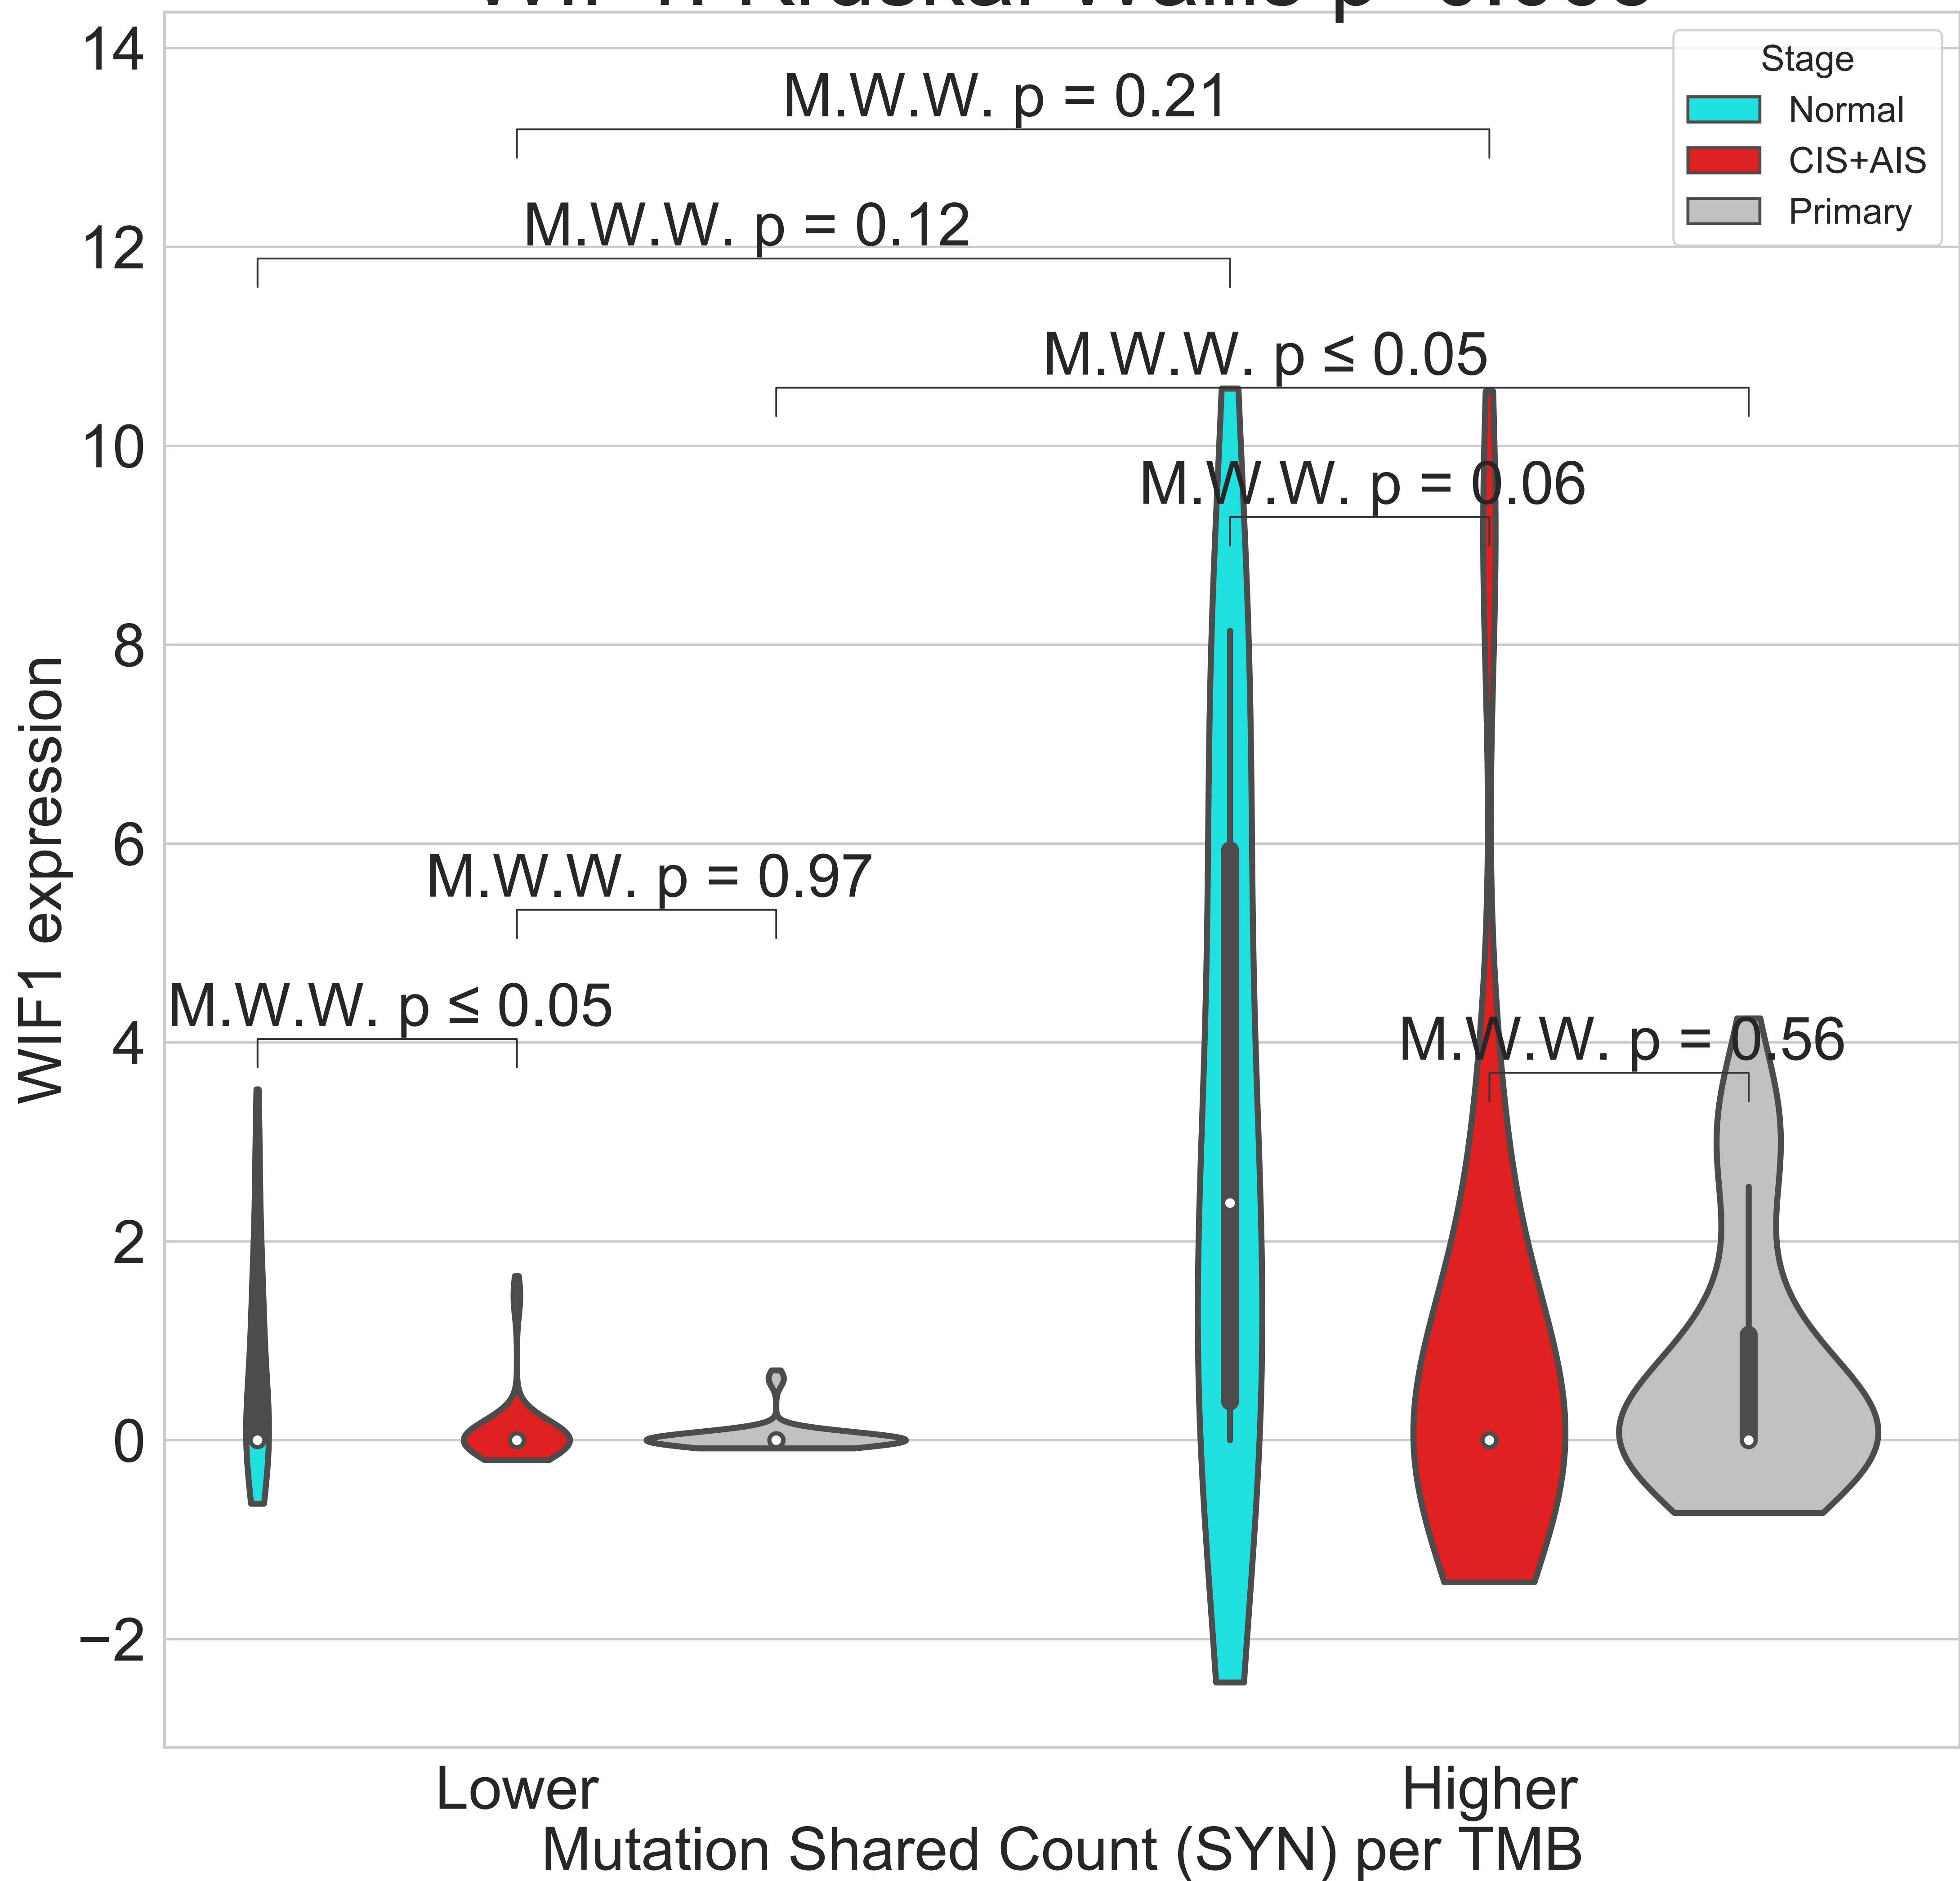 14
12
10
8
6
4
2
0
−2
WIF1 expression
M.W.W. p = 0.21
M.W.W. p = 0.12
M.W.W. p ≤ 0.05
M.W.W. p = 0.06
M.W.W. p = 0.97
M.W.W. p ≤ 0.05
M.W.W. p = 0.56
Stage
Normal
CIS+AIS
Primary
Lower
Higher
Mutation Shared Count (SYN) per TMB